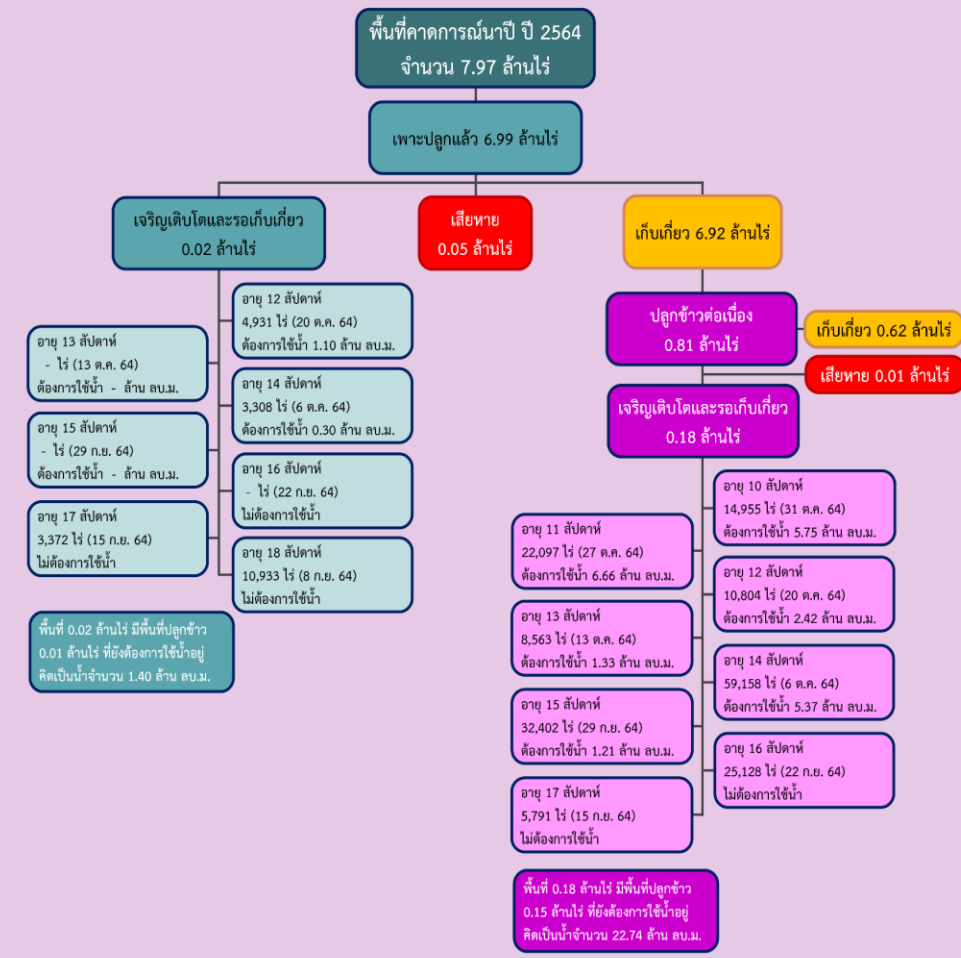 พื้นที่คาดการณ์นาปี ปี 2564
จำนวน 7.97 ล้านไร่
เพาะปลูกแล้ว 6.99 ล้านไร่
เจริญเติบโตและรอเก็บเกี่ยว
0.02 ล้านไร่
เสียหาย
0.05 ล้านไร่
เก็บเกี่ยว 6.92 ล้านไร่
อายุ 12 สัปดาห์
4,931 ไร่ (20 ต.ค. 64)
ต้องการใช้น้ำ 1.10 ล้าน ลบ.ม.
อายุ 13 สัปดาห์
- ไร่ (13 ต.ค. 64)
ต้องการใช้น้ำ - ล้าน ลบ.ม.
อายุ 14 สัปดาห์
3,308 ไร่ (6 ต.ค. 64)
ต้องการใช้น้ำ 0.30 ล้าน ลบ.ม.
อายุ 15 สัปดาห์
- ไร่ (29 ก.ย. 64)
ต้องการใช้น้ำ - ล้าน ลบ.ม.
อายุ 16 สัปดาห์
- ไร่ (22 ก.ย. 64)
ไม่ต้องการใช้น้ำ
อายุ 17 สัปดาห์
3,372 ไร่ (15 ก.ย. 64)
ไม่ต้องการใช้น้ำ
อายุ 18 สัปดาห์
10,933 ไร่ (8 ก.ย. 64)
ไม่ต้องการใช้น้ำ
พื้นที่ 0.02 ล้านไร่ มีพื้นที่ปลูกข้าว
0.01 ล้านไร่ ที่ยังต้องการใช้น้ำอยู่
คิดเป็นน้ำจำนวน 1.40 ล้าน ลบ.ม.
ปลูกข้าวต่อเนื่อง
0.81 ล้านไร่
เก็บเกี่ยว 0.62 ล้านไร่
เสียหาย 0.01 ล้านไร่
เจริญเติบโตและรอเก็บเกี่ยว
0.18 ล้านไร่
อายุ 10 สัปดาห์
14,955 ไร่ (31 ต.ค. 64)
ต้องการใช้น้ำ 5.75 ล้าน ลบ.ม.
อายุ 11 สัปดาห์
22,097 ไร่ (27 ต.ค. 64)
ต้องการใช้น้ำ 6.66 ล้าน ลบ.ม.
อายุ 12 สัปดาห์
10,804 ไร่ (20 ต.ค. 64)
ต้องการใช้น้ำ 2.42 ล้าน ลบ.ม.
อายุ 13 สัปดาห์
8,563 ไร่ (13 ต.ค. 64)
ต้องการใช้น้ำ 1.33 ล้าน ลบ.ม.
อายุ 14 สัปดาห์
59,158 ไร่ (6 ต.ค. 64)
ต้องการใช้น้ำ 5.37 ล้าน ลบ.ม.
อายุ 15 สัปดาห์
32,402 ไร่ (29 ก.ย. 64)
ต้องการใช้น้ำ 1.21 ล้าน ลบ.ม.
อายุ 16 สัปดาห์
25,128 ไร่ (22 ก.ย. 64)
ไม่ต้องการใช้น้ำ
อายุ 17 สัปดาห์
5,791 ไร่ (15 ก.ย. 64)
ไม่ต้องการใช้น้ำ
พื้นที่ 0.18 ล้านไร่ มีพื้นที่ปลูกข้าว
0.15 ล้านไร่ ที่ยังต้องการใช้น้ำอยู่
คิดเป็นน้ำจำนวน 22.74 ล้าน ลบ.ม.